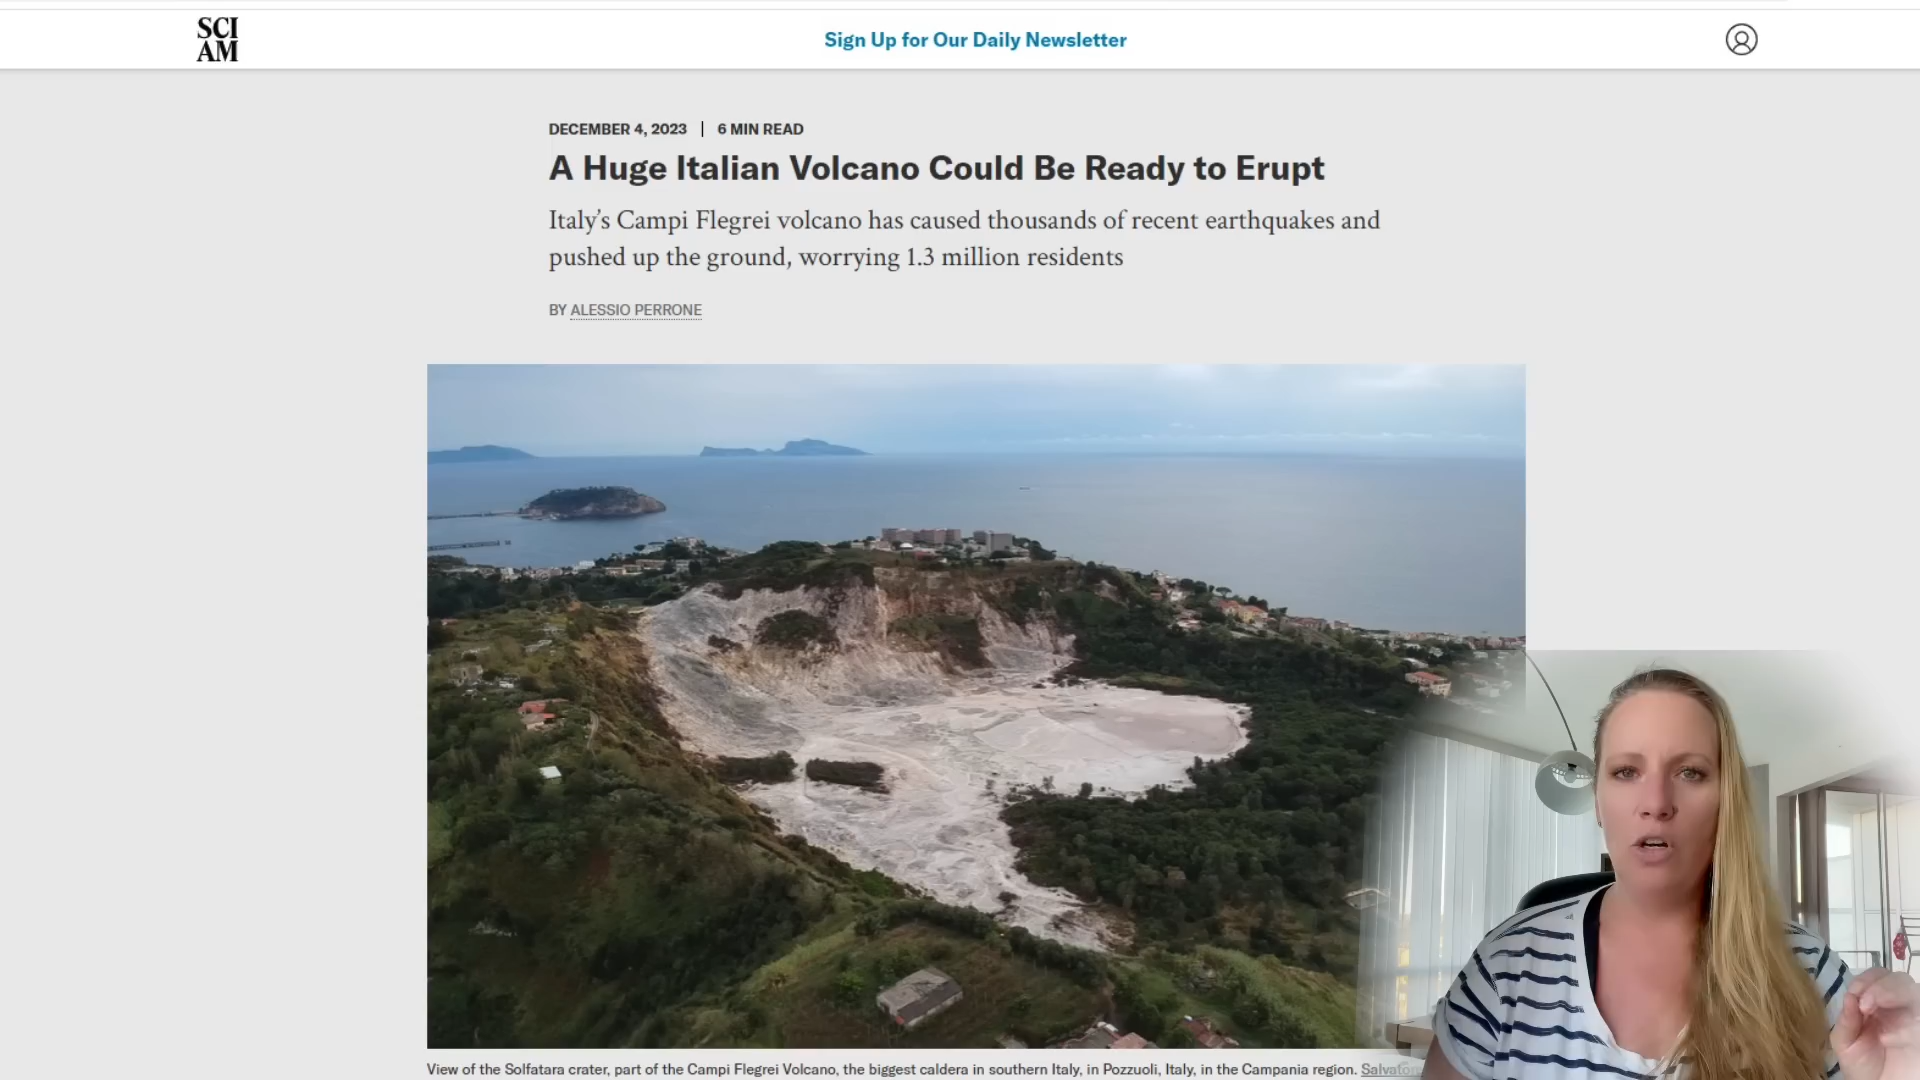 SCI
AM
Sign Up for Our Daily Newsletter
DECEMBER 4, 2023 | 6 MIN READ
A Huge Italian Volcano Could Be Ready to Erupt
Italy’s Campi Flegrei volcano has caused thousands of recent earthquakes and
pushed up the ground, worrying 1.3 million residents
BY ALESSIO PERRONE
View of the Solfatara crater, part of the Campi Flegrei Volcano, the biggest caldera in southern Italy, in Pozzuoli, Italy, in the Campania region.